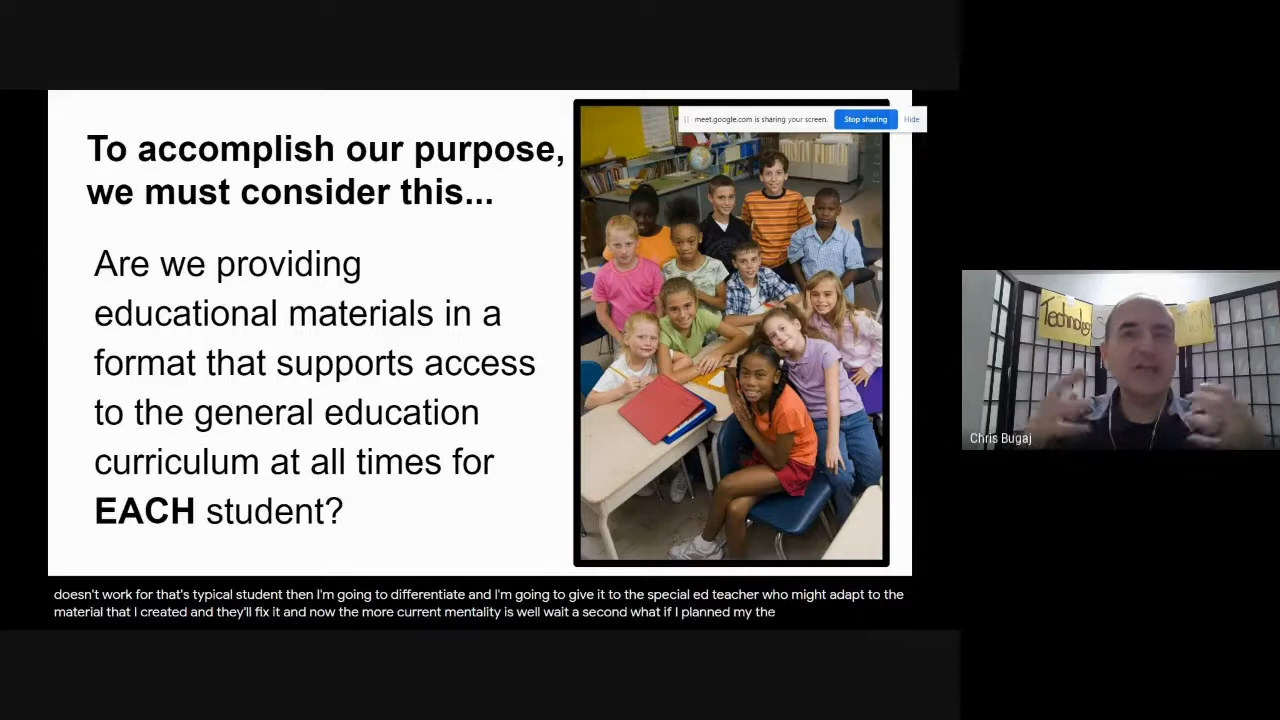 To accomplish our purpose,
we must consider this...
meet.google.com is sharing your screen.
Stop sharing
Hide
Are we providing
educational materials in a
format that supports access
to the general education
curriculum at all times for
EACH student?
Technology
Chris Bugaj
doesn't work for that's typical student then I'm going to differentiate and I'm going to give it to the special ed teacher who might adapt to the
material that I created and they'll fix it and now the more current mentality is well wait a second what if I planned my the